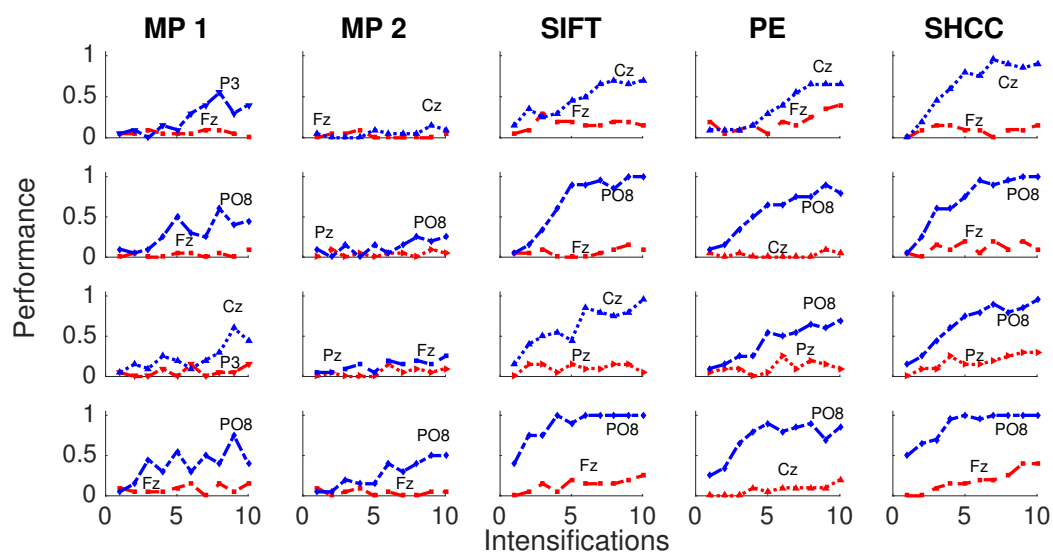 MP 1 MP 2 SIFT PE SHCC
1 P3 Cz Cz Cz Cz
0.5 Fz Fz Fz Fz Fz
0
1 PO8 PO8 PO8 PO8 PO8
0.5 Fz Pz Fz Cz Fz
0
1 Cz Pz Fz Cz PO8 PO8
0.5 P3 Pz Pz Pz
0
1 PO8 PO8 PO8 PO8 PO8
0.5 Fz Fz Fz Cz Fz
0
0 5 10 0 5 10 0 5 10 0 5 10 0 5 10
Performance
Intensifications